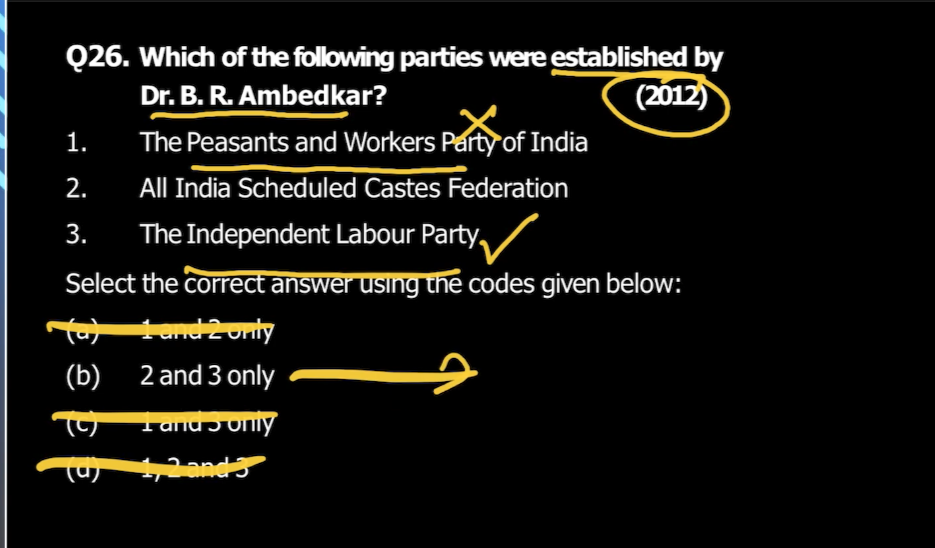 Q26. Which of the following parties were established by
Dr. B. R. Ambedkar? (2012)
1. The Peasants and Workers Party of India
2. All India Scheduled Castes Federation
3. The Independent Labour Party
Select the correct answer using the codes given below:
(a) 1 and 2 only
(b) 2 and 3 only
(c) 1 and 3 only
(d) 1, 2 and 3